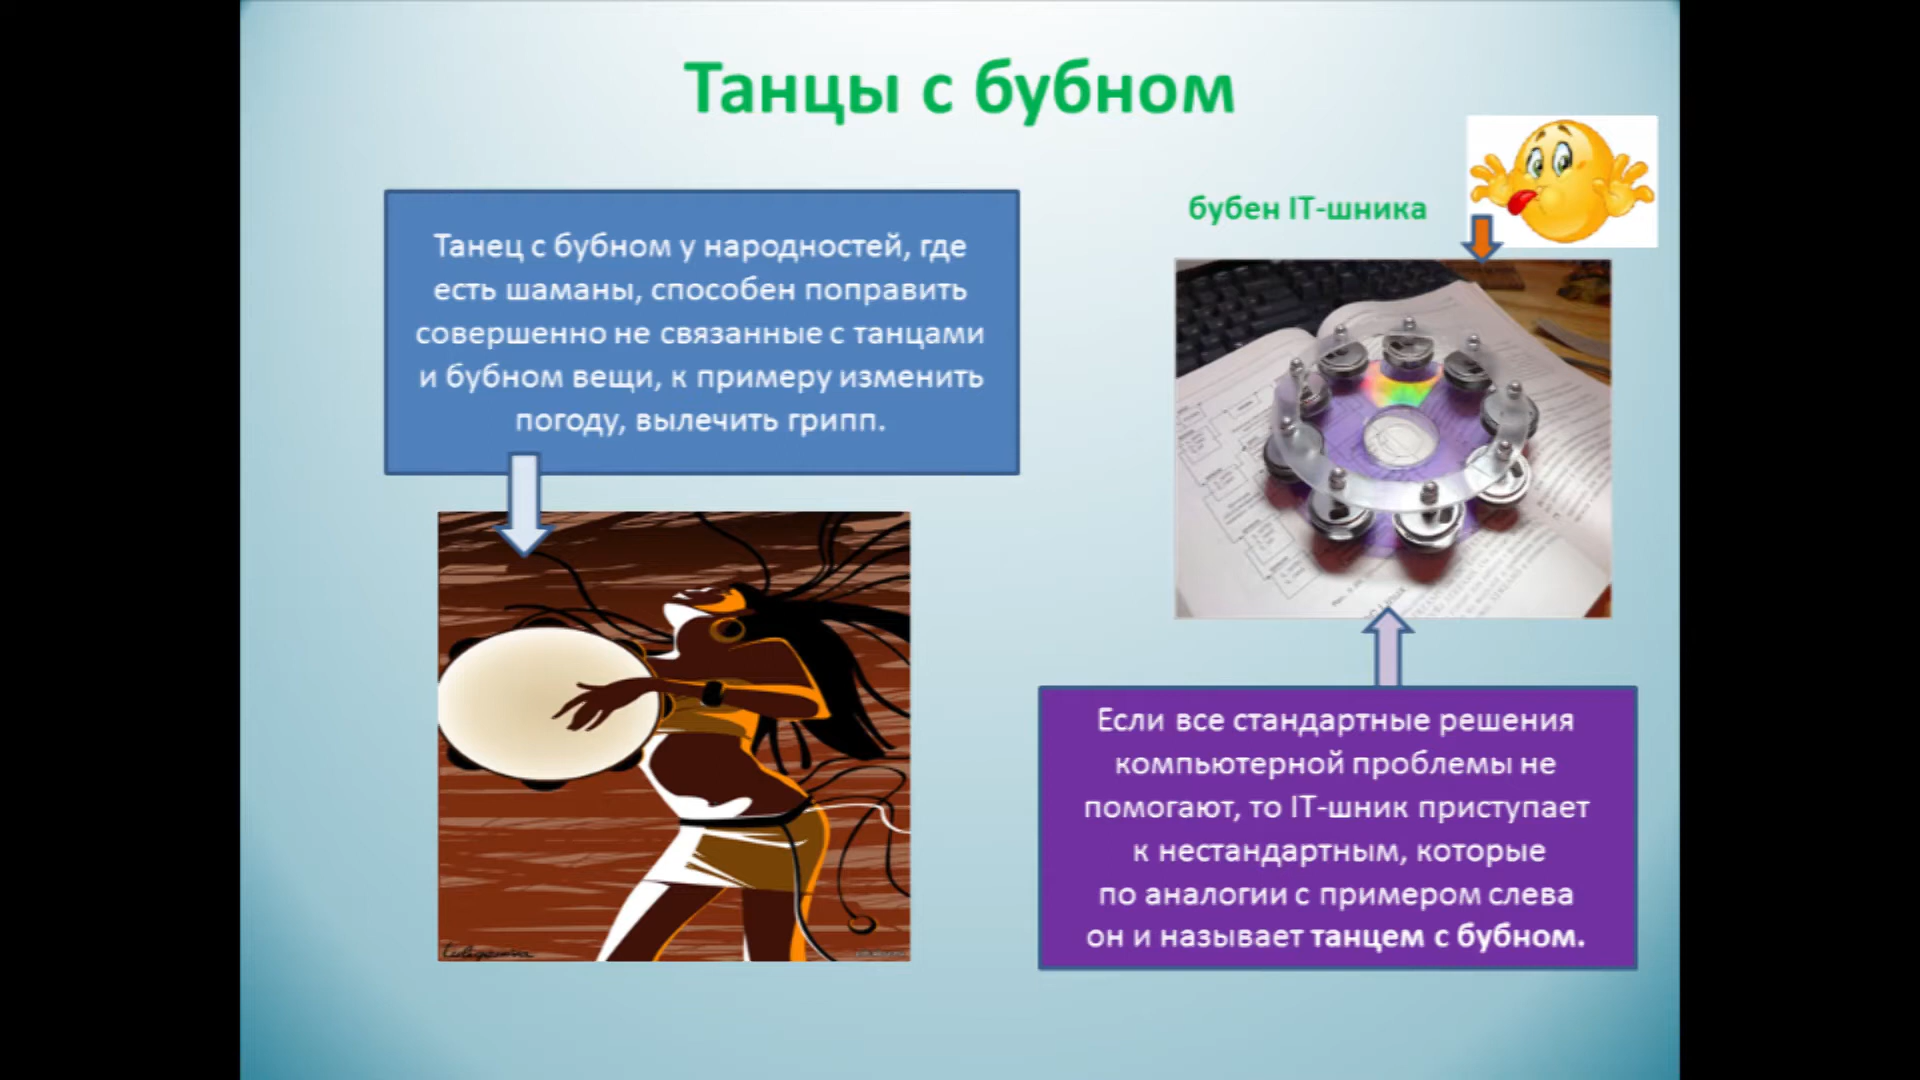 Танцы с бубном
Танец с бубном у народностей, где
есть шаманы, способен поправить
совершенно не связанные с танцами
и бубном вещи, к примеру изменить
погоду, вылечить грипп.
бубен IT-шника
Если все стандартные решения
компьютерной проблемы не
помогают, то IT-шник приступает
к нестандартным, которые
по аналогии с примером слева
он и называет танцем с бубном.